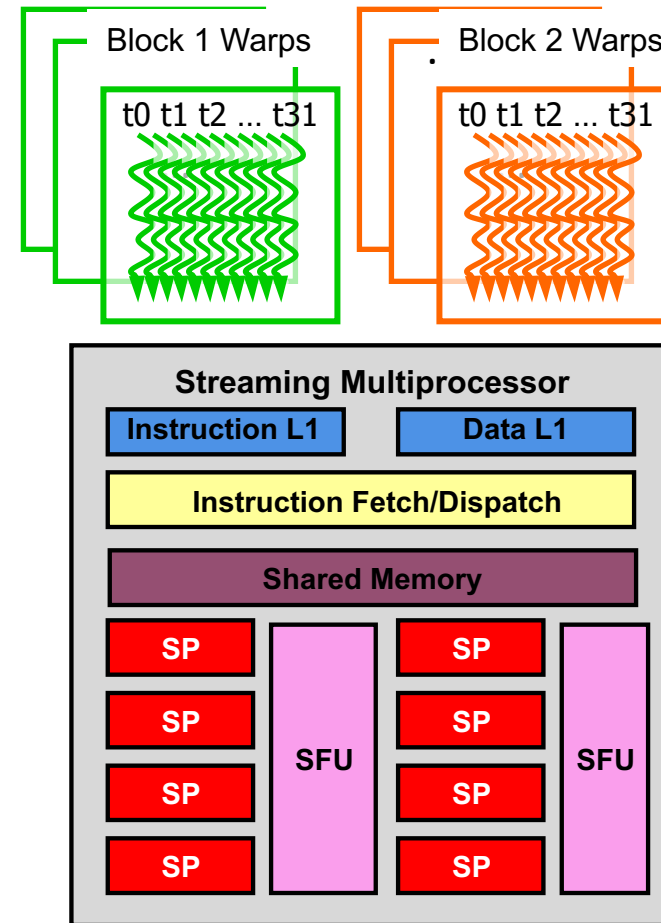 Block 1 Warps
Block 2 Warps
t0 t1 t2 ... t31
t0 t1 t2 ... t31
Streaming Multiprocessor
Instruction L1
Data L1
Instruction Fetch/Dispatch
Shared Memory
SP
SP
SP
SP
SFU
SFU
SP
SP
SP
SP